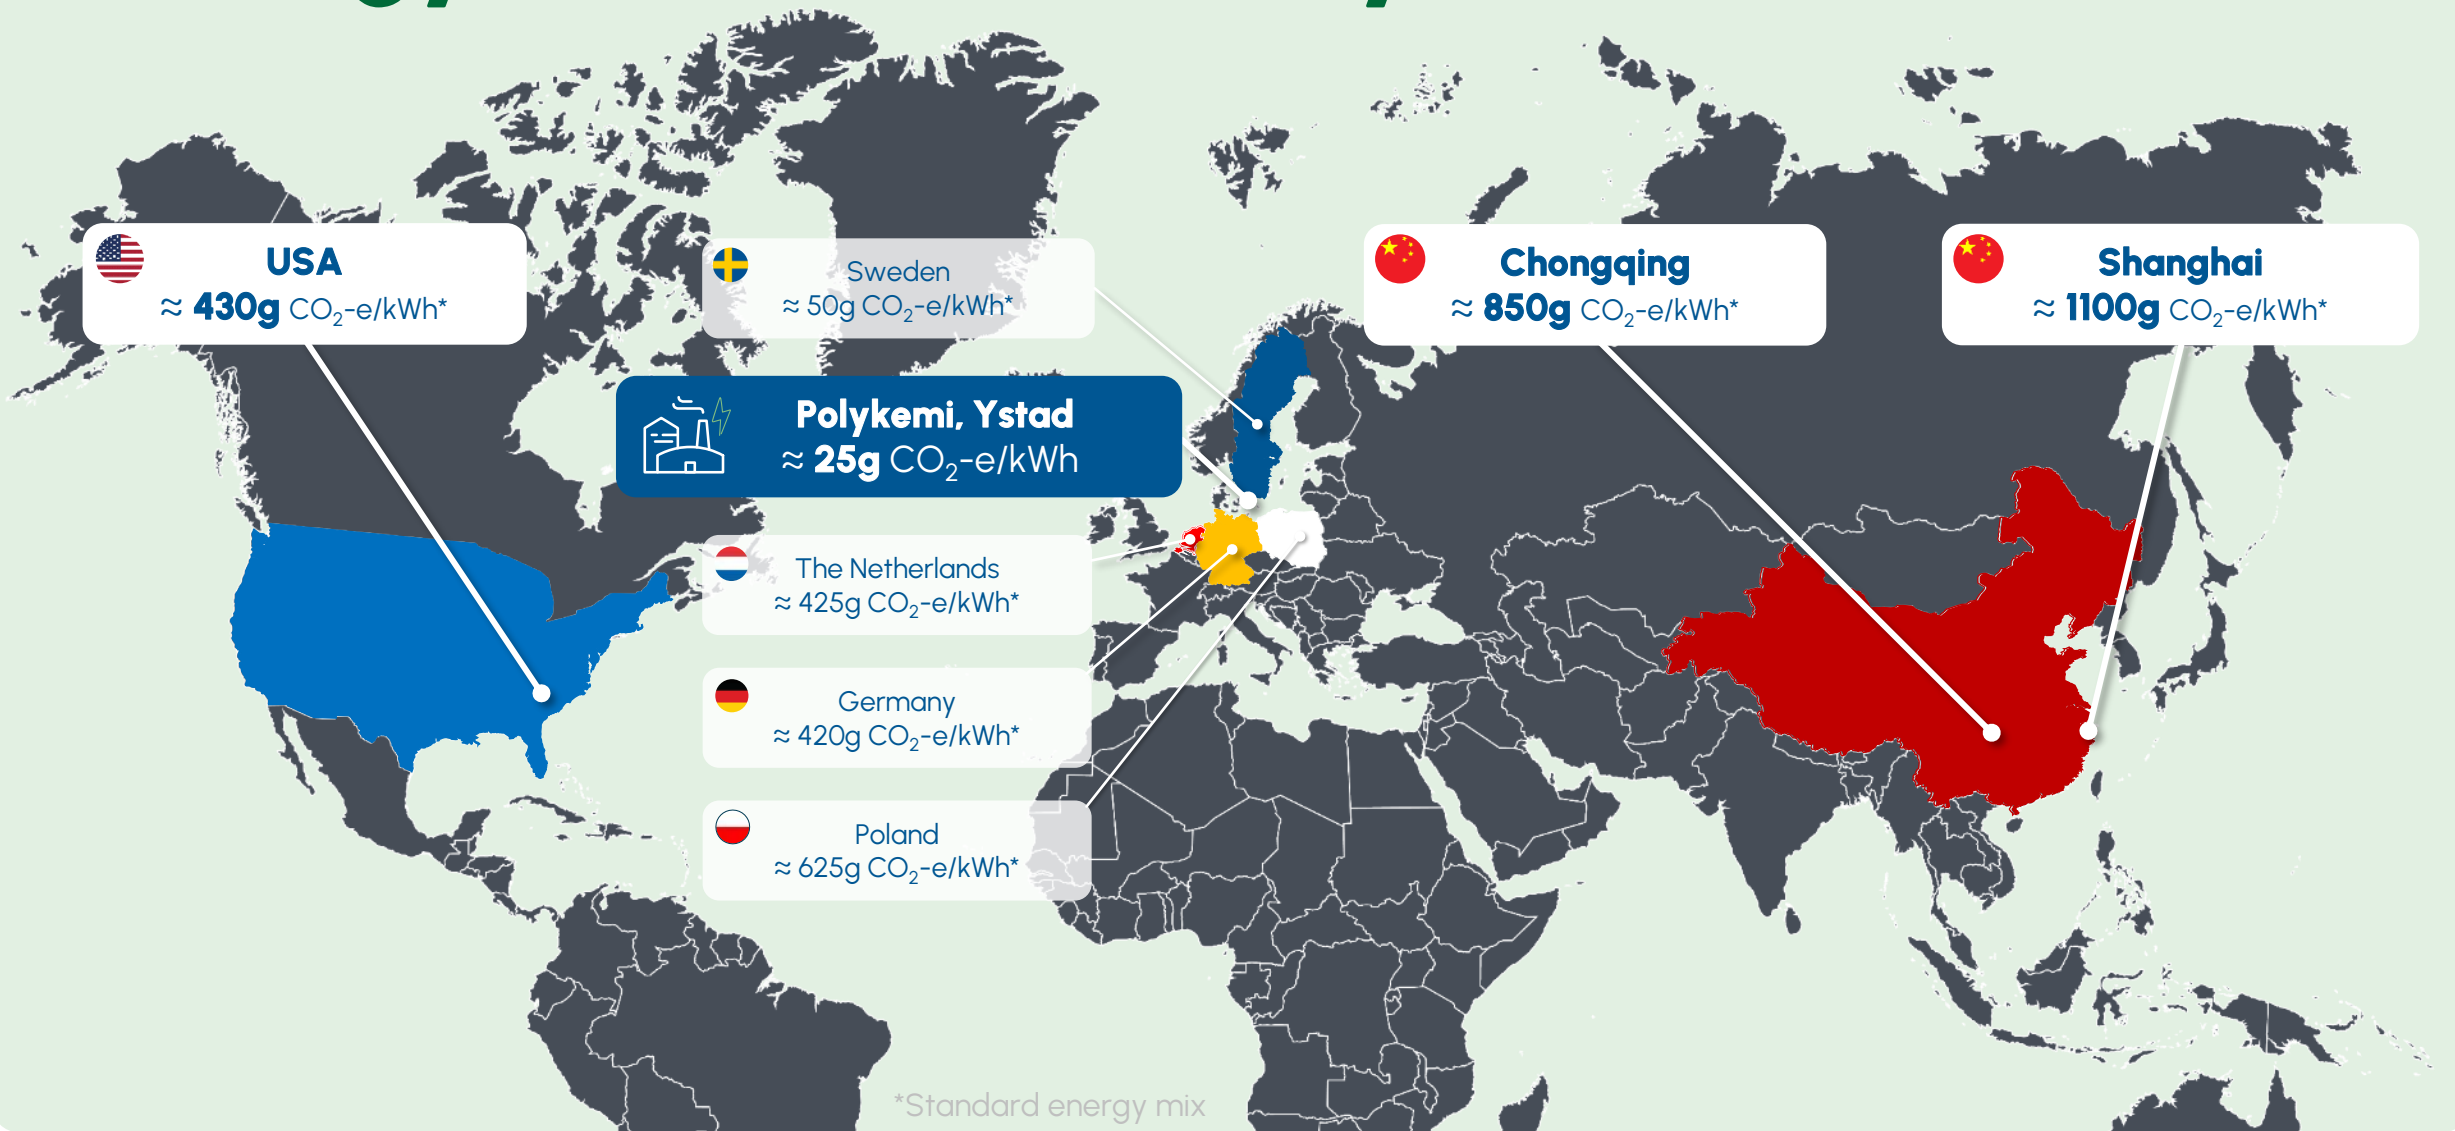 USA
≈ 430g CO₂-e/kWh*
Sweden
≈ 50g CO₂-e/kWh*
Chongqing
≈ 850g CO₂-e/kWh*
Shanghai
≈ 1100g CO₂-e/kWh*
Polykemi, Ystad
≈ 25g CO₂-e/kWh
The Netherlands
≈ 425g CO₂-e/kWh*
Germany
≈ 420g CO₂-e/kWh*
Poland
≈ 625g CO₂-e/kWh*
*Standard energy mix